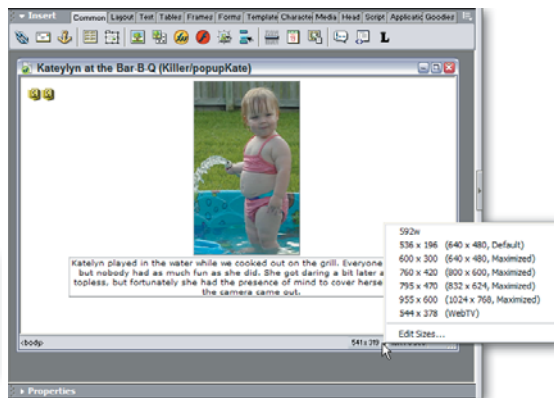 Insert
Common Layout Text Tables Frames Forms Template Characte Media Head Script Applicatic Goodies
Kateylyn at the Bar-B-Q (Killer/popupKate)
Katelyn played in the water while we cooked out on the grill. Everyone
but nobody had as much fun as she did. She got daring a bit later a
topless, but fortunately she had the presence of mind to cover herse
the camera came out.
592w
536 x 196 (640 x 480, Default)
600 x 300 (640 x 480, Maximized)
760 x 420 (800 x 600, Maximized)
795 x 470 (832 x 624, Maximized)
955 x 600 (1024 x 768, Maximized)
544 x 378 (WebTV)
Edit Sizes...
<body>
541 x 319
Properties